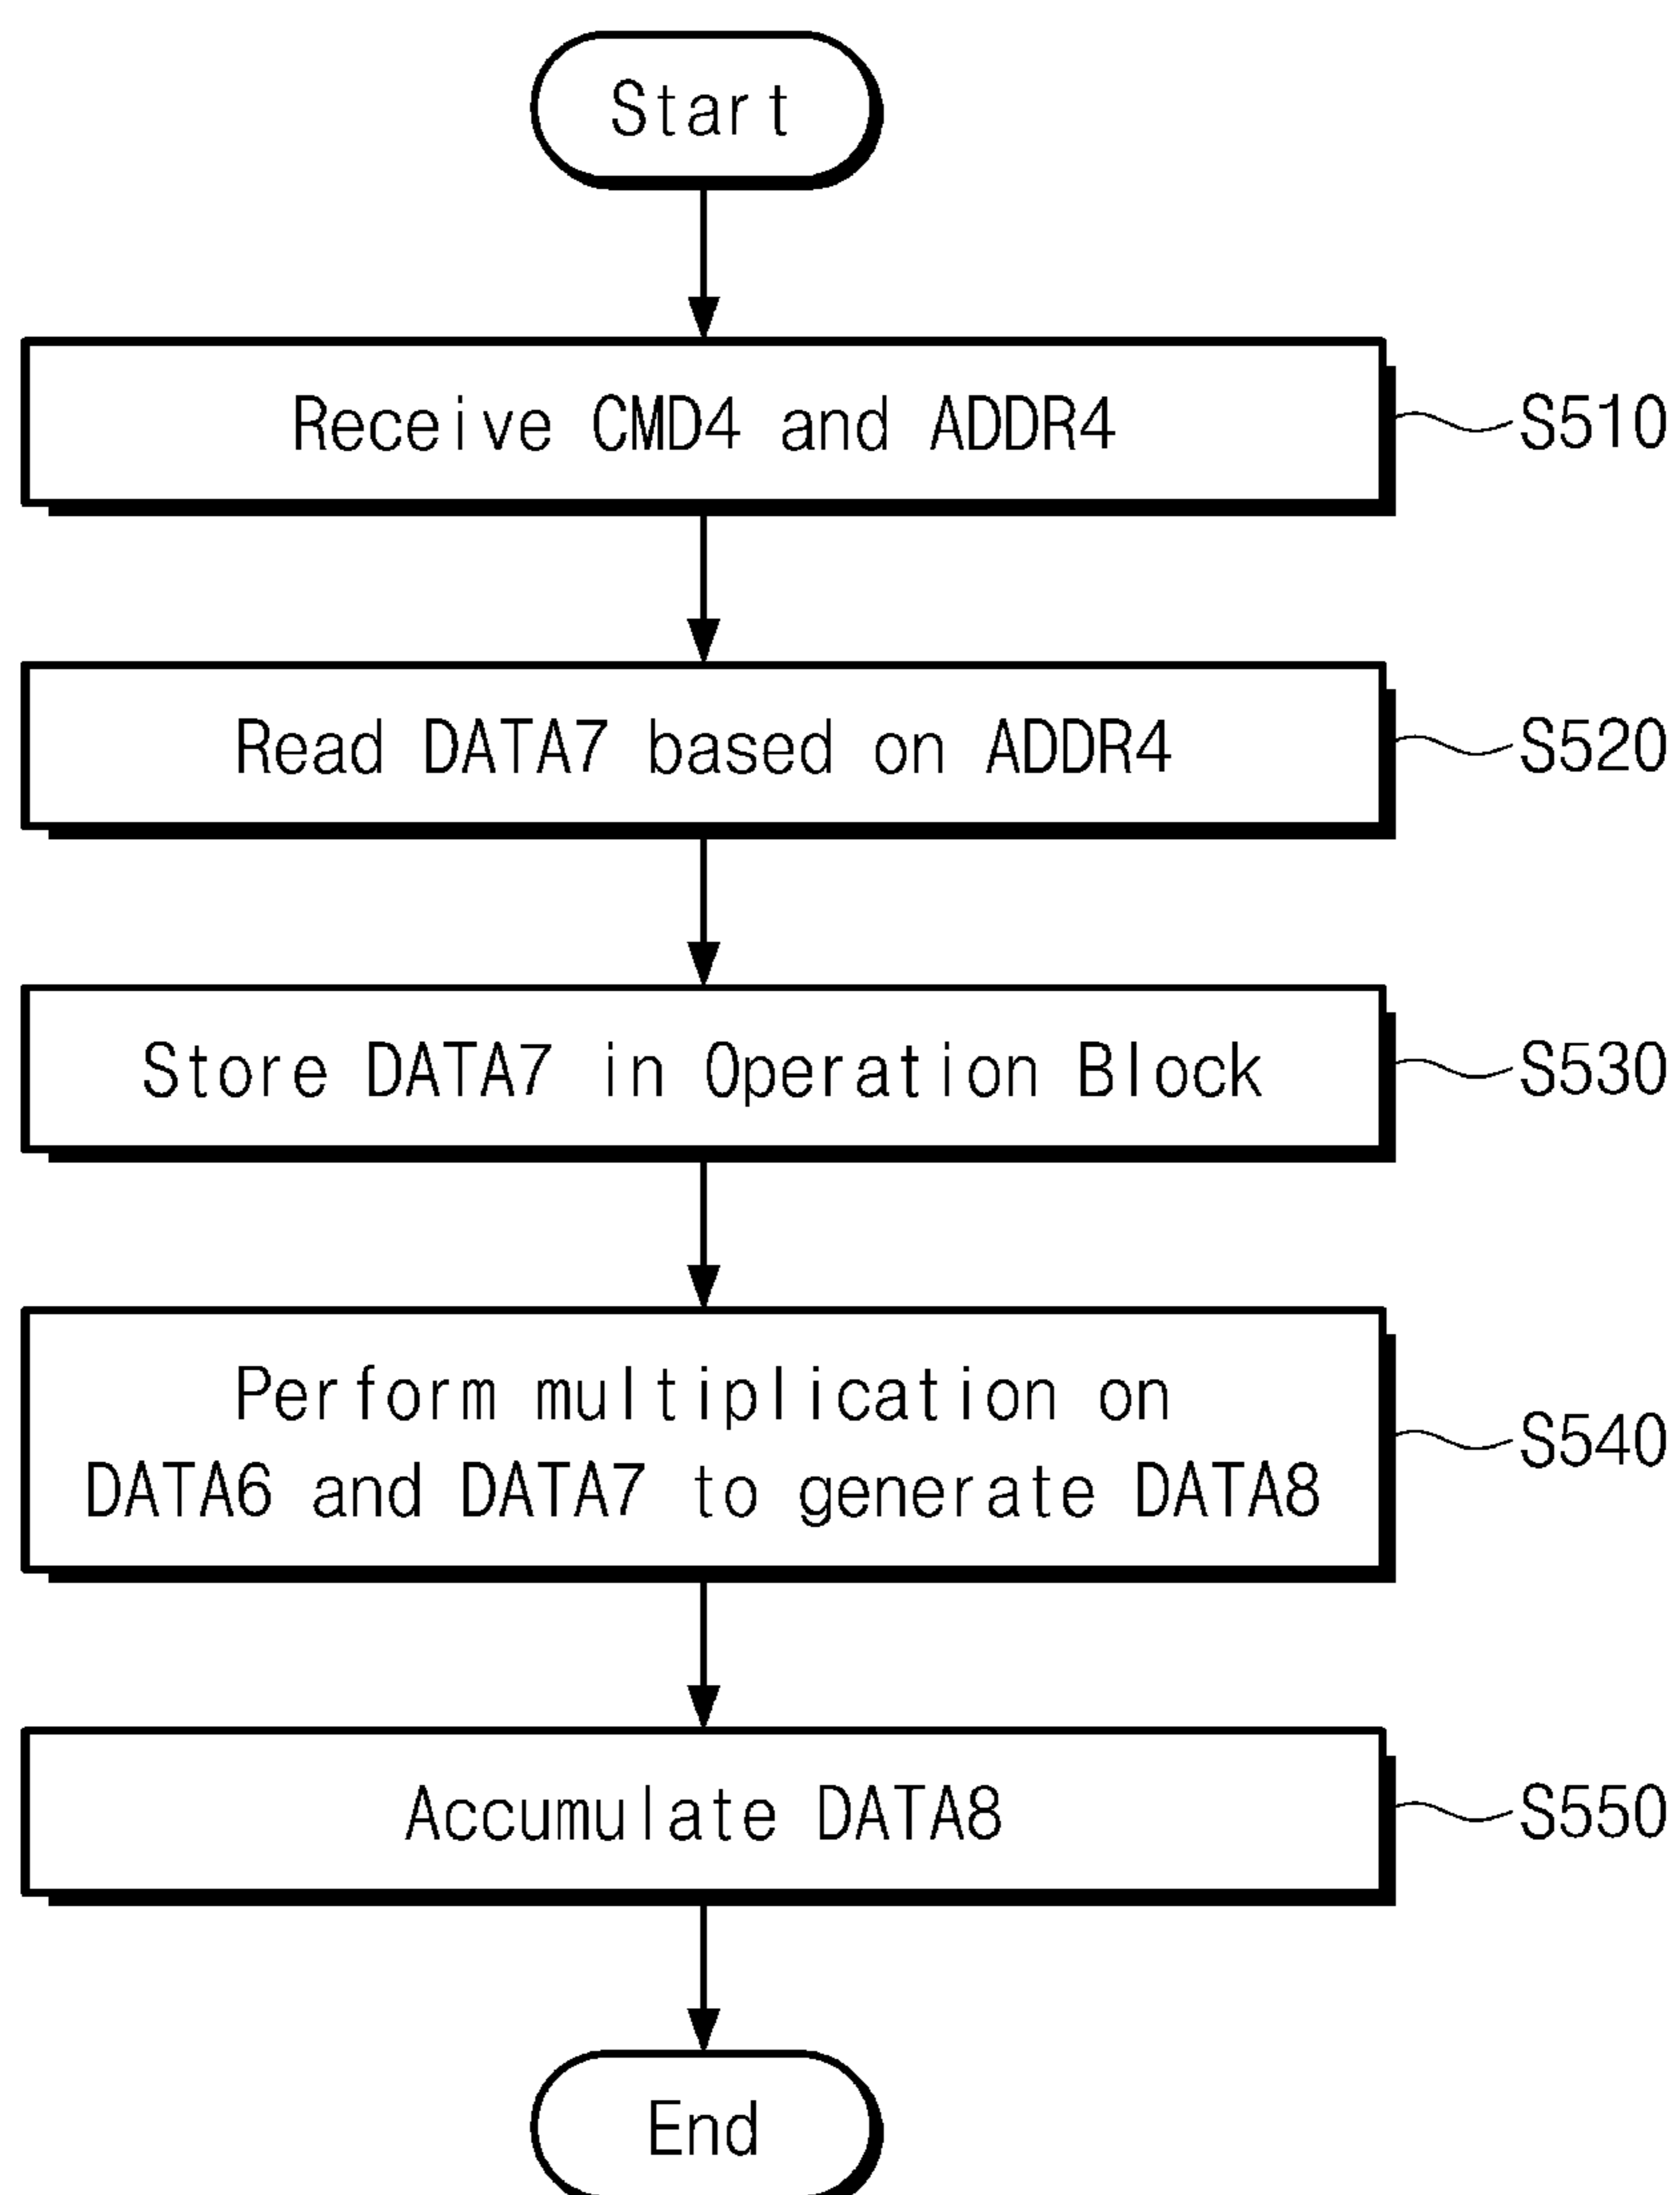 Start
Receive CMD4 and ADDR4
S510
Read DATA7 based on ADDR4
S520
Store DATA7 in Operation Block
S530
Perform multiplication on
DATA6 and DATA7 to generate DATA8
S540
Accumulate DATA8
S550
End